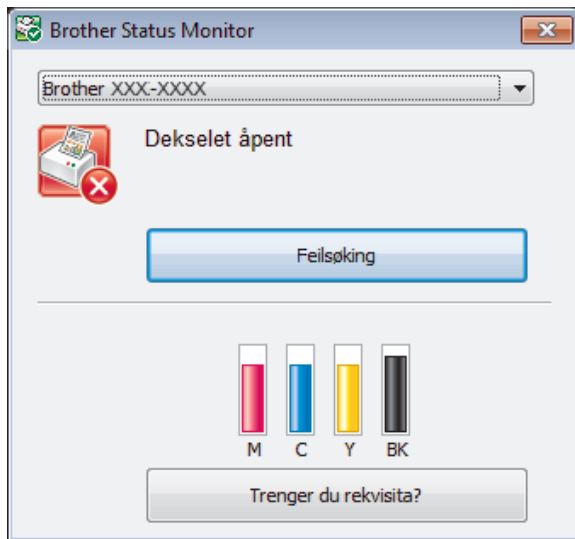 Brother Status Monitor
Brother XXX-XXXX
Dekselet åpent
Feilsøking
M C Y BK
Trenger du rekvisita?